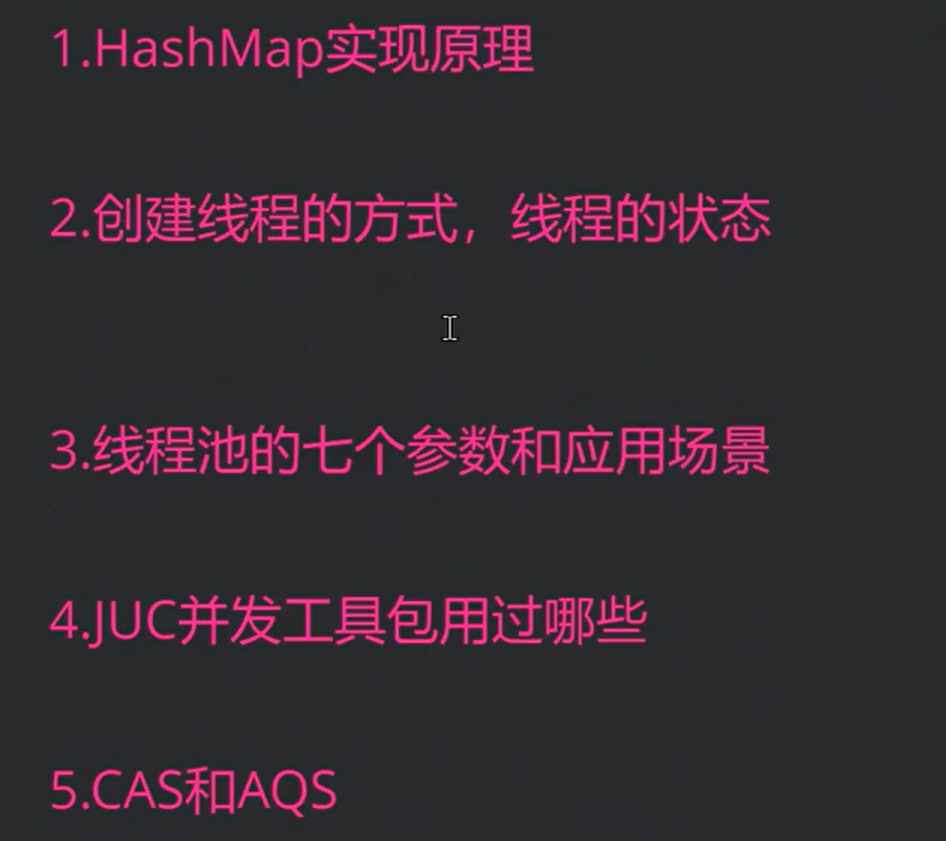 1.HashMap实现原理
2.创建线程的方式，线程的状态
3.线程池的七个参数和应用场景
4.JUC并发工具包用过哪些
5.CAS和AQS